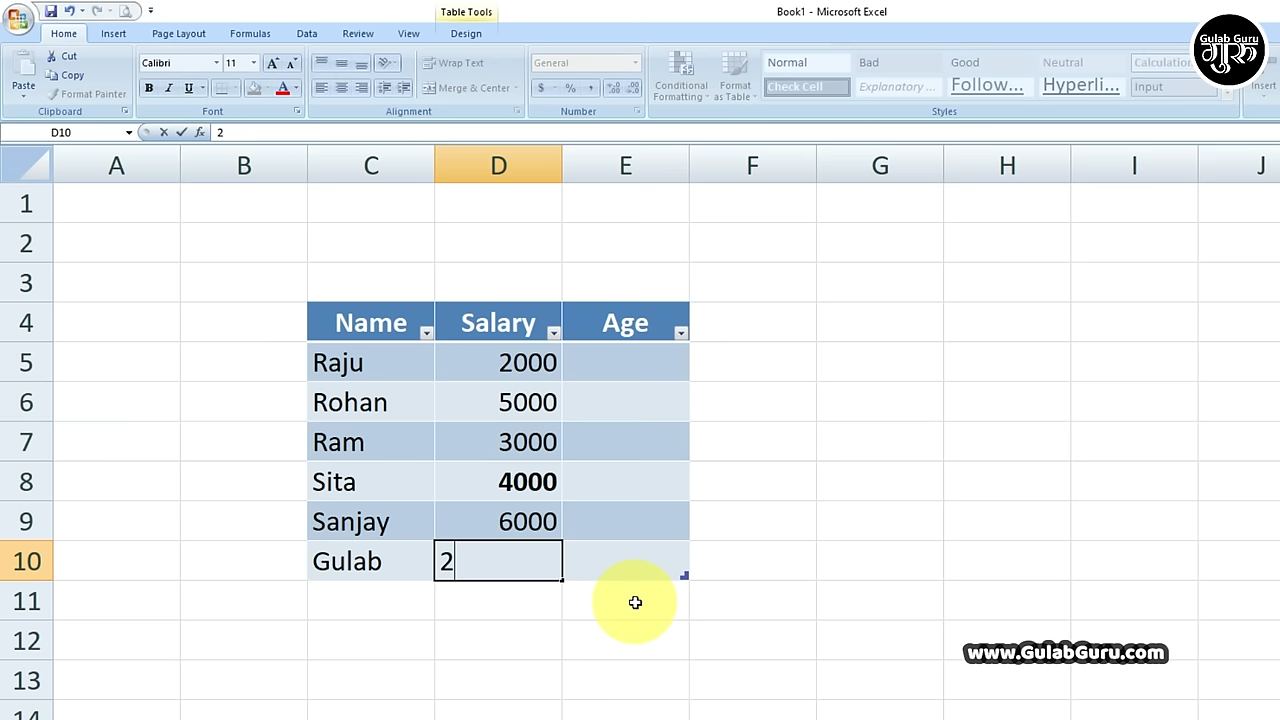 Table Tools
Book1 - Microsoft Excel
Home Insert Page Layout Formulas Data Review View Design
Gulab Guru
गुरु
Paste
Cut
Copy
Format Painter
Clipboard
Calibri 11
A A
B I U
A
Font
Wrap Text
Merge & Center
Alignment
General
$ % ,
Number
Conditional Formatting
Format as Table
Normal Bad Good Neutral Calculation
Check Cell Explanatory ... Follow... Hyperli... Input
Styles
Insert
D10 fx 2
A B C D E F G H I J
1
2
3
4 Name Salary Age
5 Raju 2000
6 Rohan 5000
7 Ram 3000
8 Sita 4000
9 Sanjay 6000
10 Gulab 2
11
12
13
14
www.GulabGuru.com